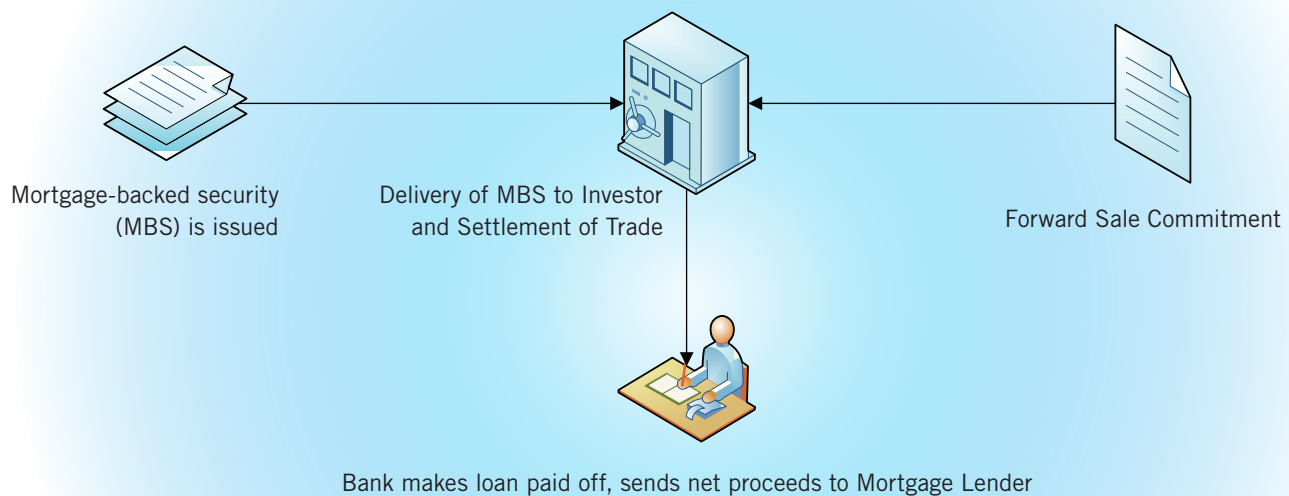 Mortgage-backed security
(MBS) is issued
Delivery of MBS to Investor
and Settlement of Trade
Forward Sale Commitment
Bank makes loan paid off, sends net proceeds to Mortgage Lender